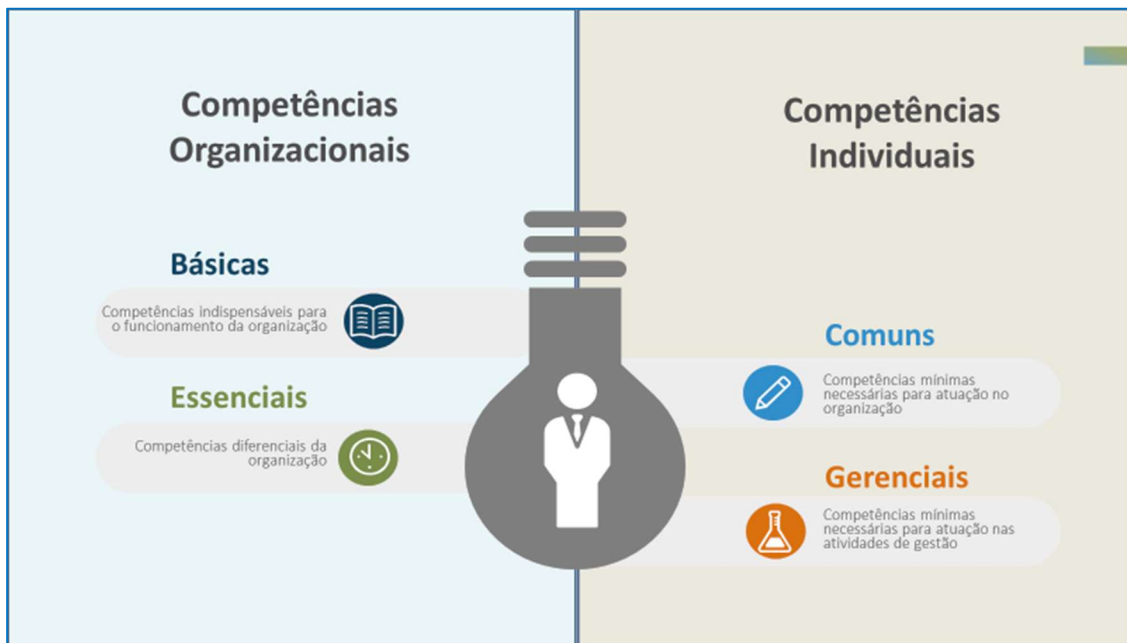 Competências
Organizacionais
Básicas
Competências indispensáveis para
o funcionamento da organização
Essenciais
Competências diferenciais da
organização
Competências
Individuais
Comuns
Competências mínimas
necessárias para atuação no
organização
Gerenciais
Competências mínimas
necessárias para atuação nas
atividades de gestão